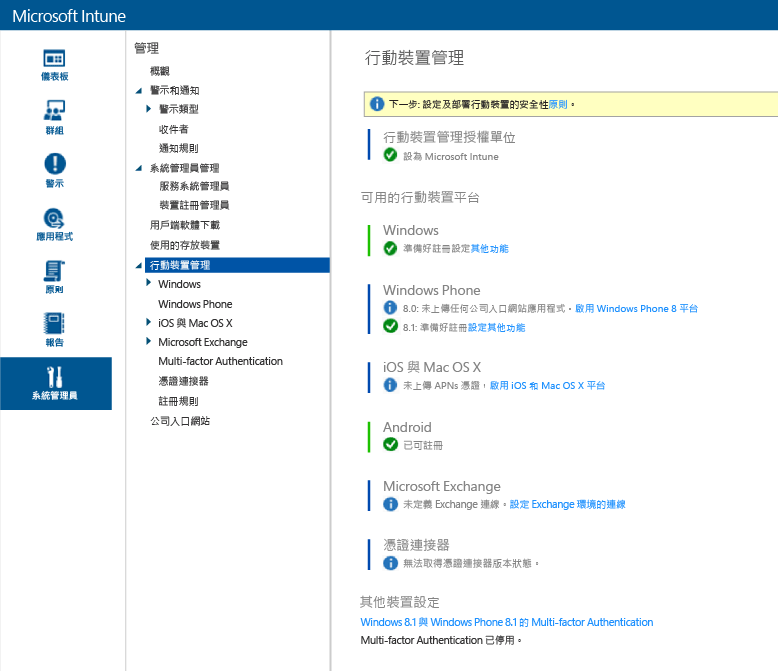 Microsoft Intune
儀表板
群組
警示
應用程式
原則
報告
系統管理員
管理
概觀
警示和通知
警示類型
收件者
通知規則
系統管理員管理
服務系統管理員
裝置註冊管理員
用戶端軟體下載
使用的存放裝置
行動裝置管理
Windows
Windows Phone
iOS 與 Mac OS X
Microsoft Exchange
Multi-factor Authentication
憑證連接器
註冊規則
公司入口網站
行動裝置管理
下一步: 設定及部署行動裝置的安全性原則。
行動裝置管理授權單位
設為 Microsoft Intune
可用的行動裝置平台
Windows
準備好註冊設定其他功能
Windows Phone
8.0: 未上傳任何公司入口網站應用程式，啟用 Windows Phone 8 平台
8.1: 準備好註冊設定其他功能
iOS 與 Mac OS X
未上傳 APNs 憑證，啟用 iOS 和 Mac OS X 平台
Android
已可註冊
Microsoft Exchange
未定義 Exchange 連線。設定 Exchange 環境的連線
憑證連接器
無法取得憑證連接器版本狀態。
其他裝置設定
Windows 8.1 與 Windows Phone 8.1 的 Multi-factor Authentication
Multi-factor Authentication 已停用。